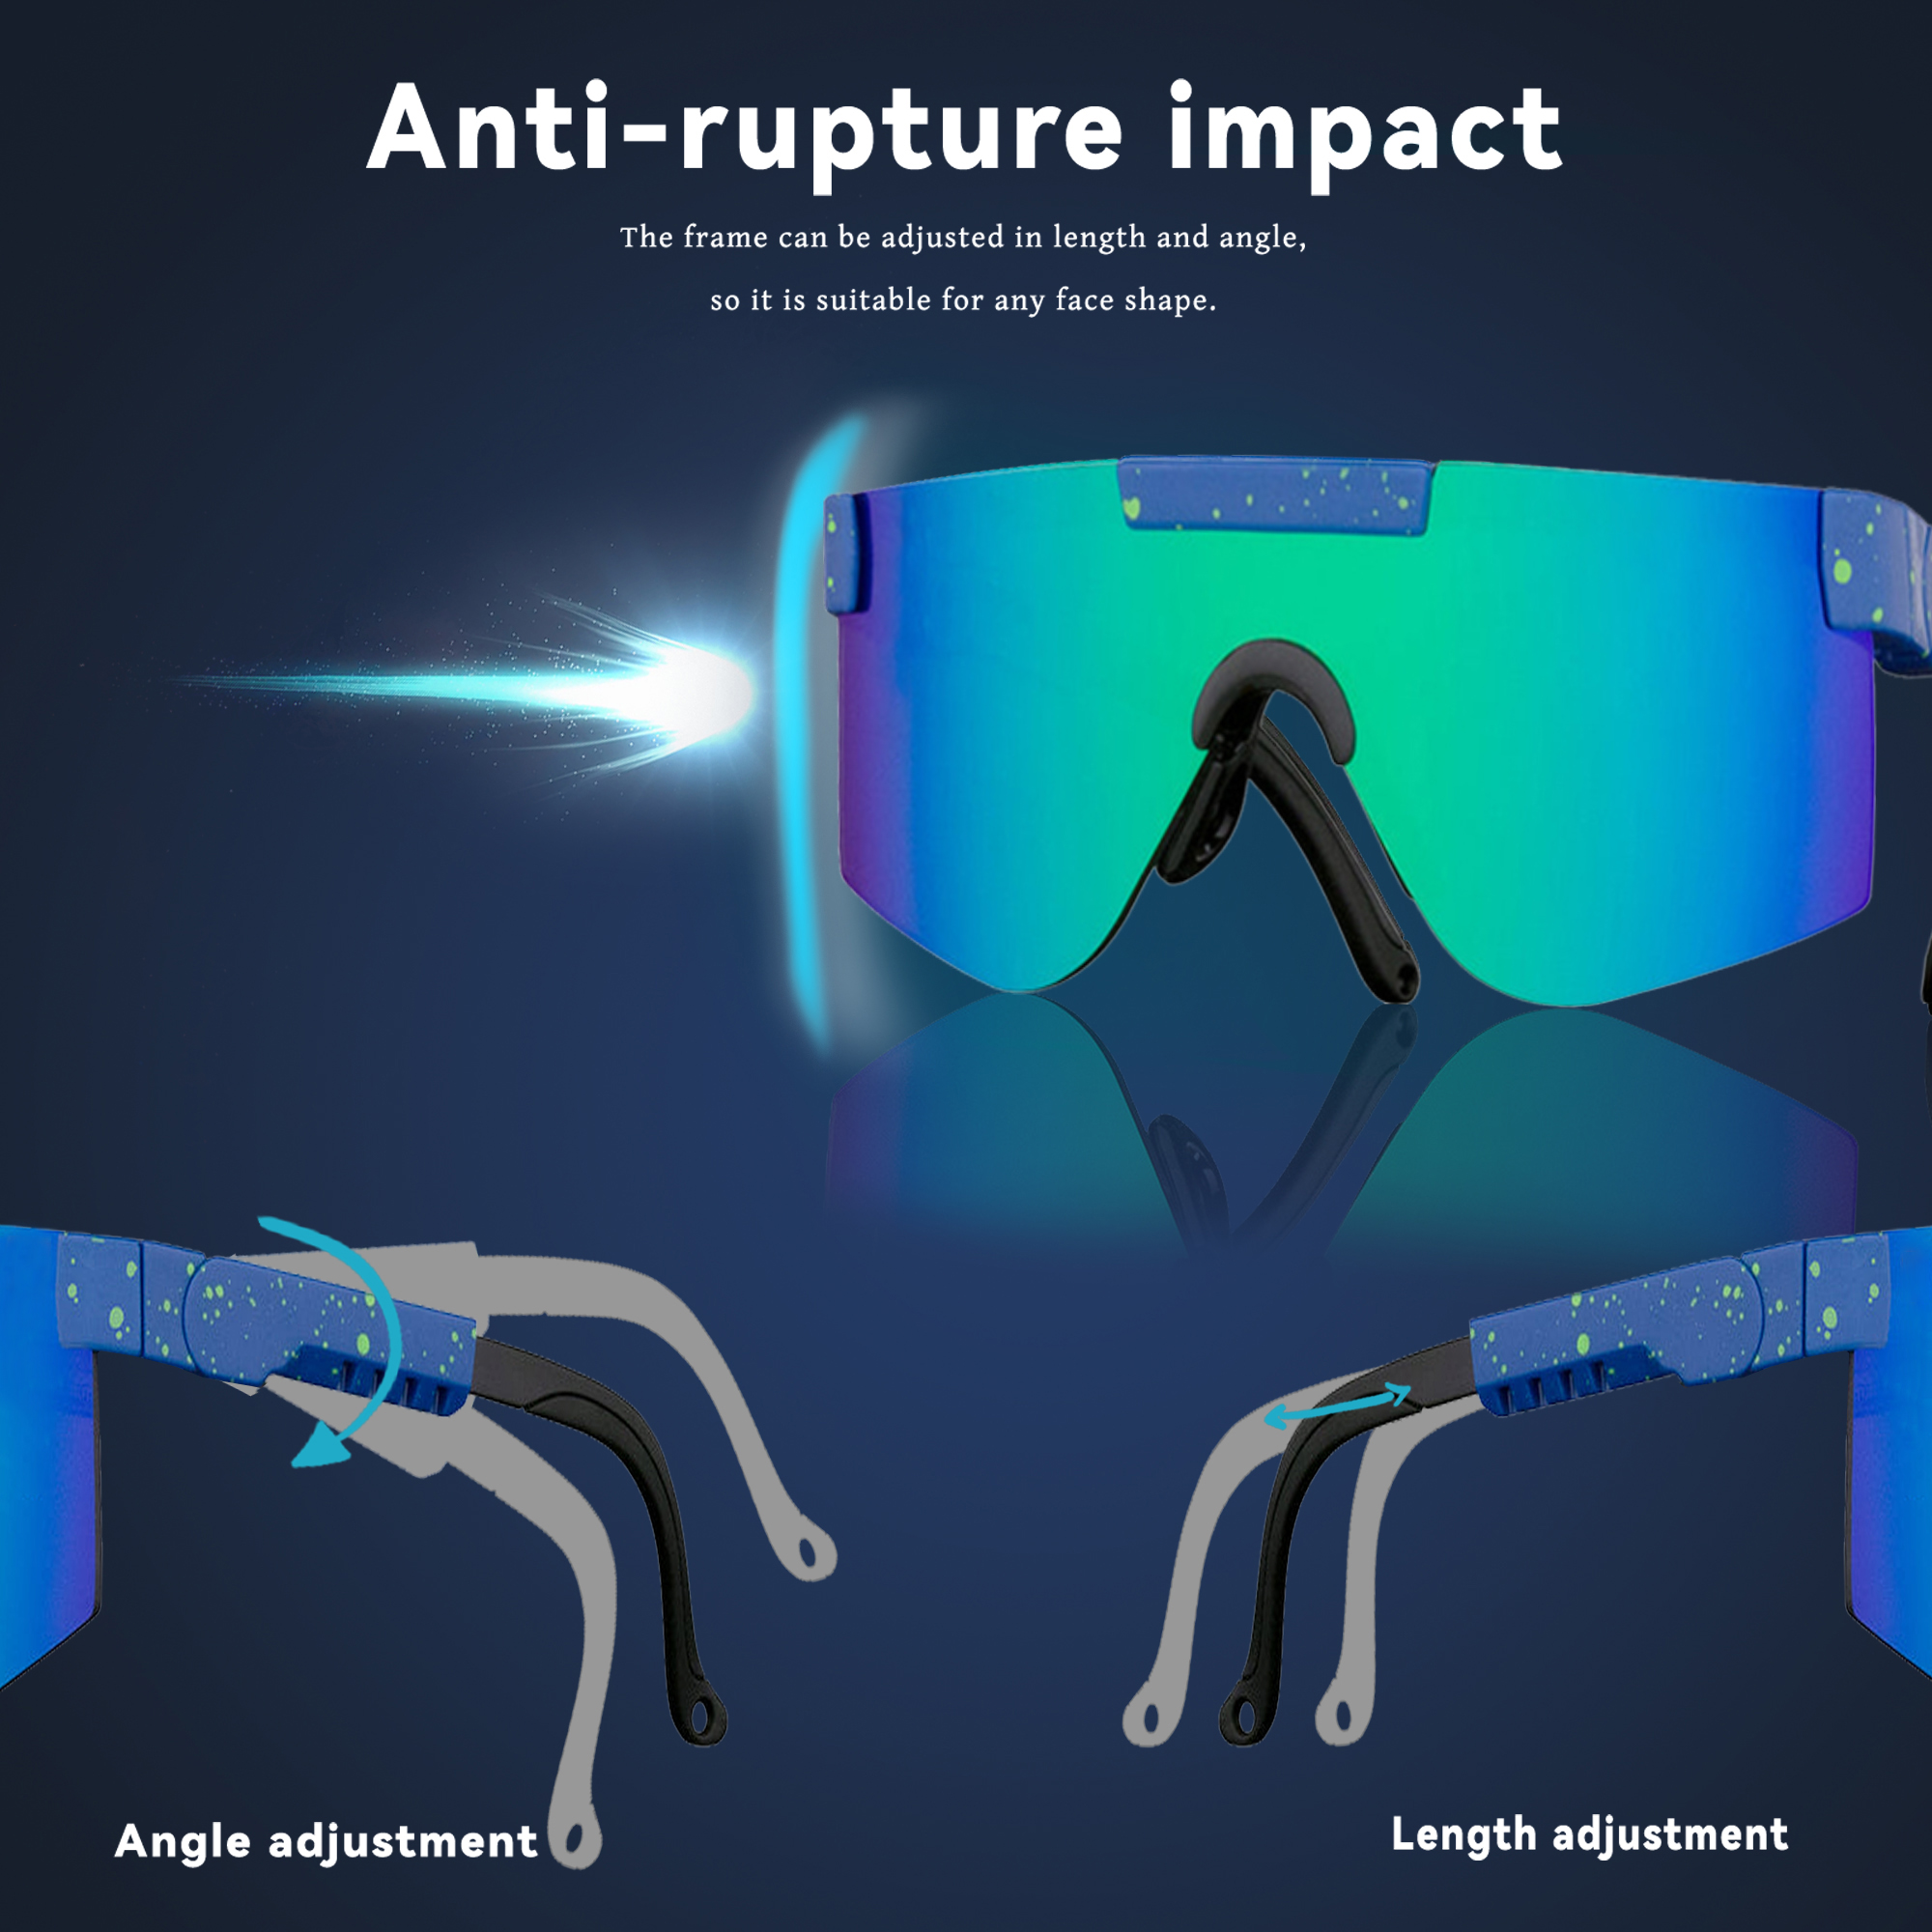 Anti-rupture impact
The frame can be adjusted in length and angle,
so it is suitable for any face shape.
Angle adjustment
Length adjustment